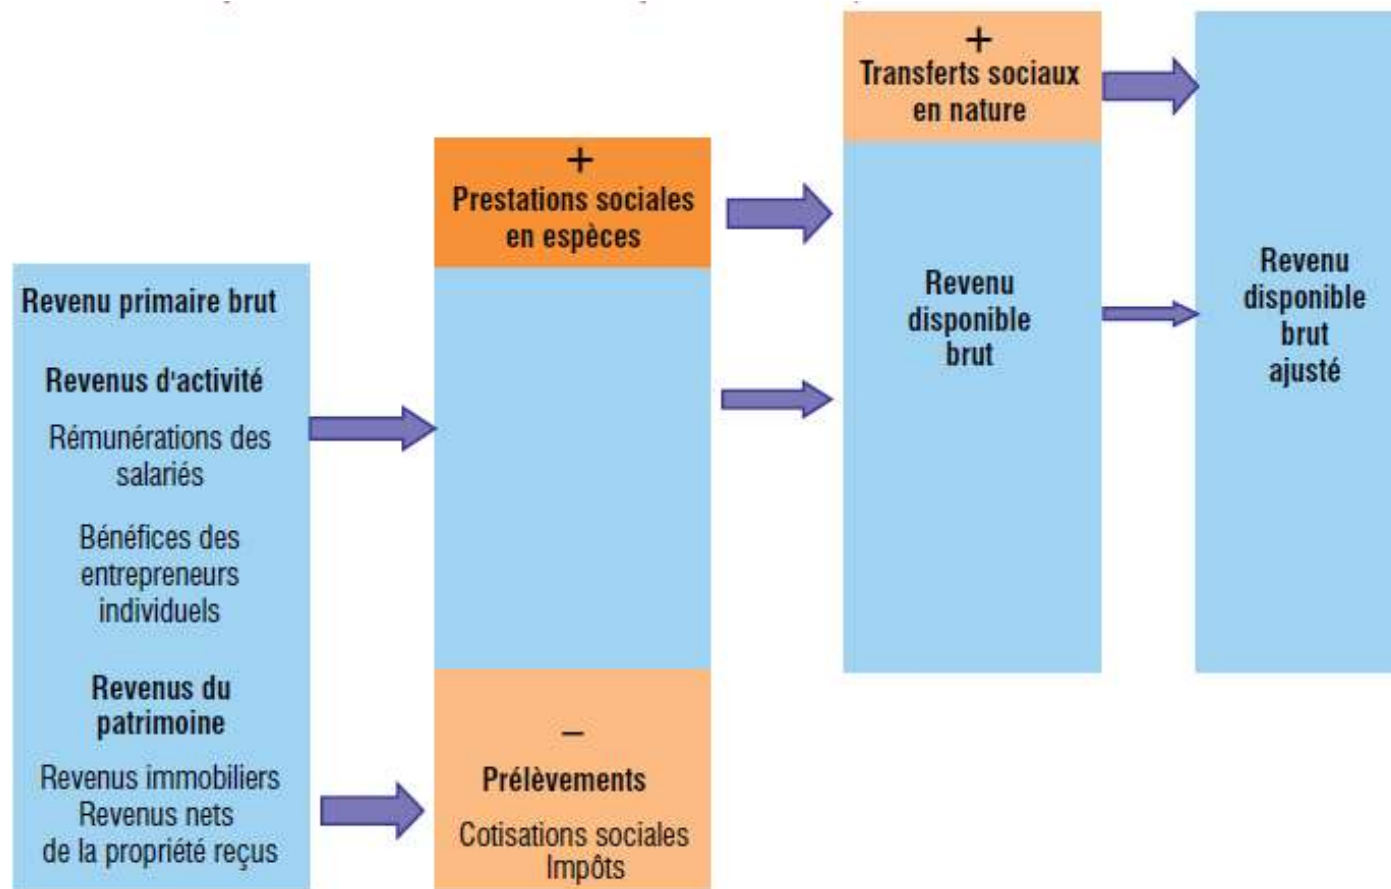 Revenu primaire brut
Revenus d'activité
Rémunérations des
salariés
Bénéfices des
entrepreneurs
individuels
Revenus du
patrimoine
Revenus immobiliers
Revenus nets
de la propriété reçus
+
Prestations sociales
en espèces
–
Prélèvements
Cotisations sociales
Impôts
+
Transferts sociaux
en nature
Revenu
disponible
brut
Revenu
disponible
brut
ajusté